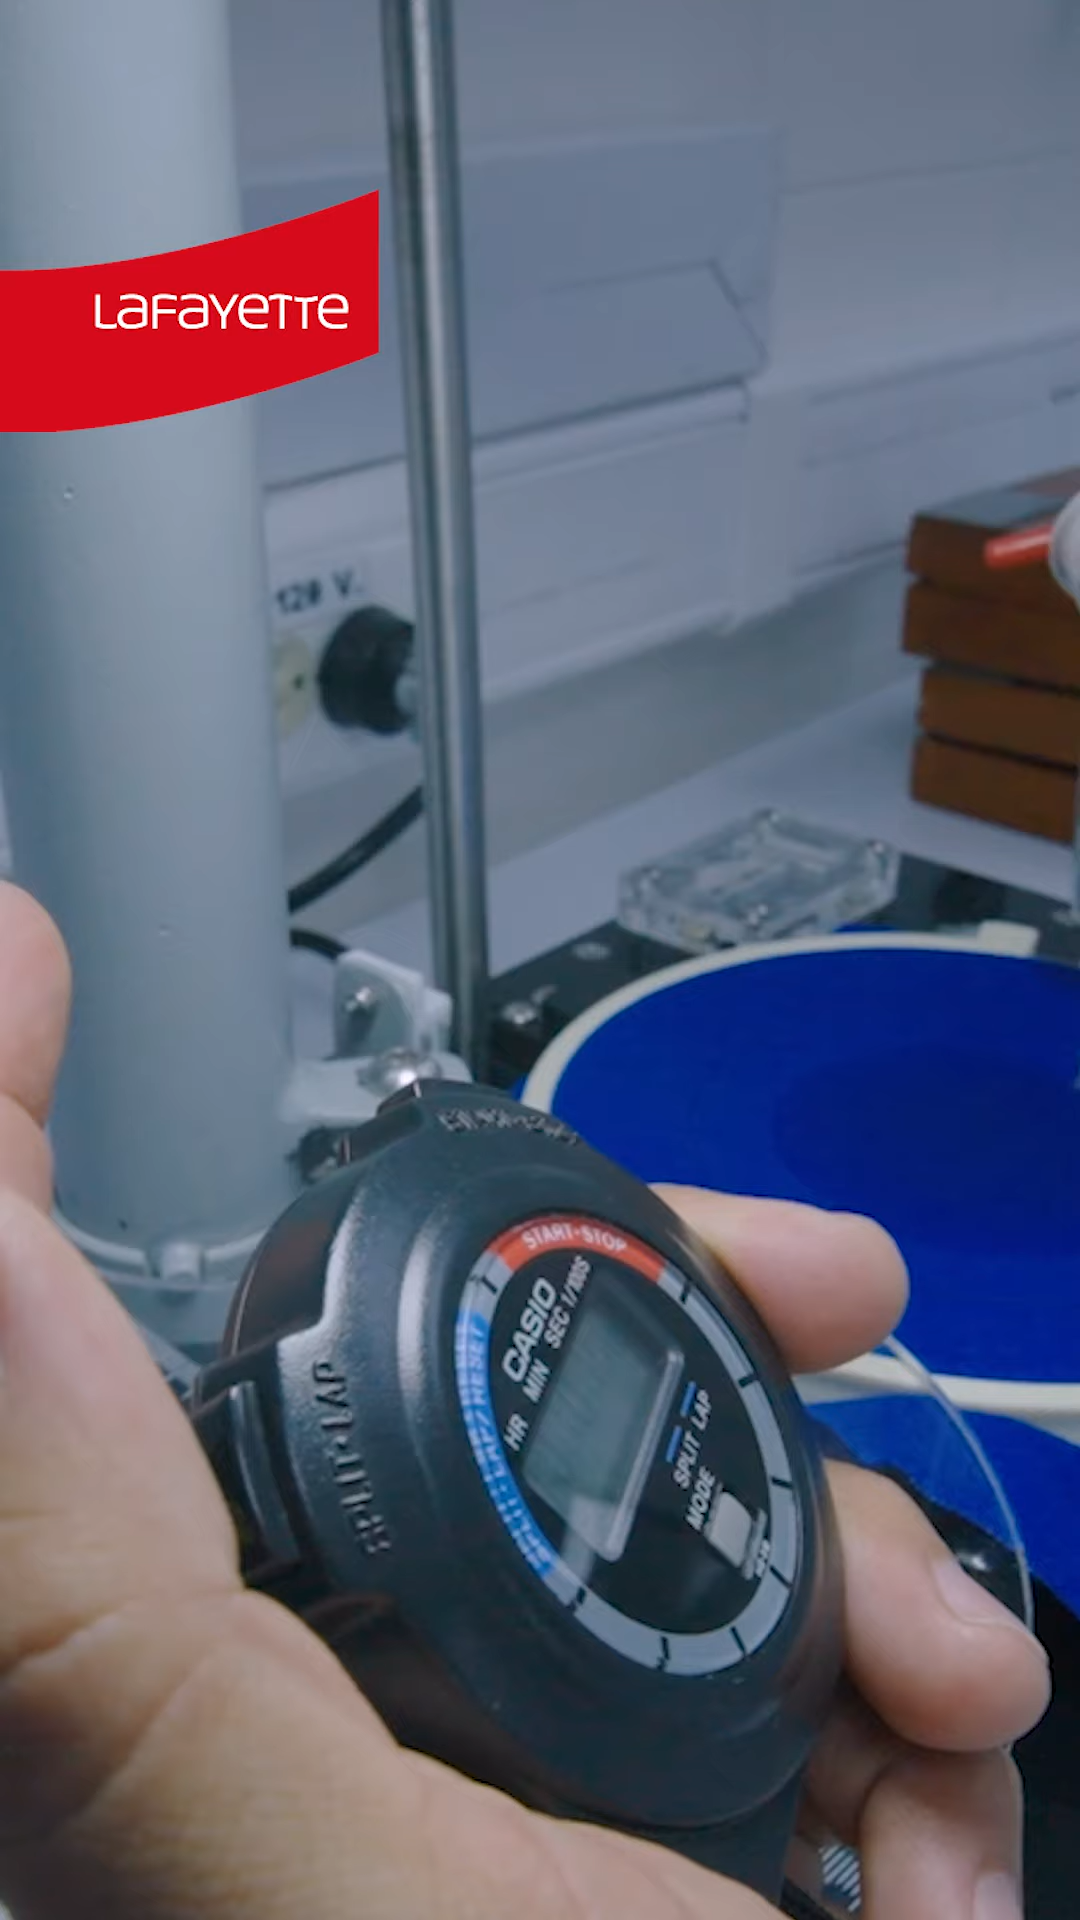 LaFayette
120 V.
START-STOP
CASIO
HR MIN SEC 1/100S
SPLIT/LAP/RESET
SPLIT LAP
MODE
SPLIT•LAP